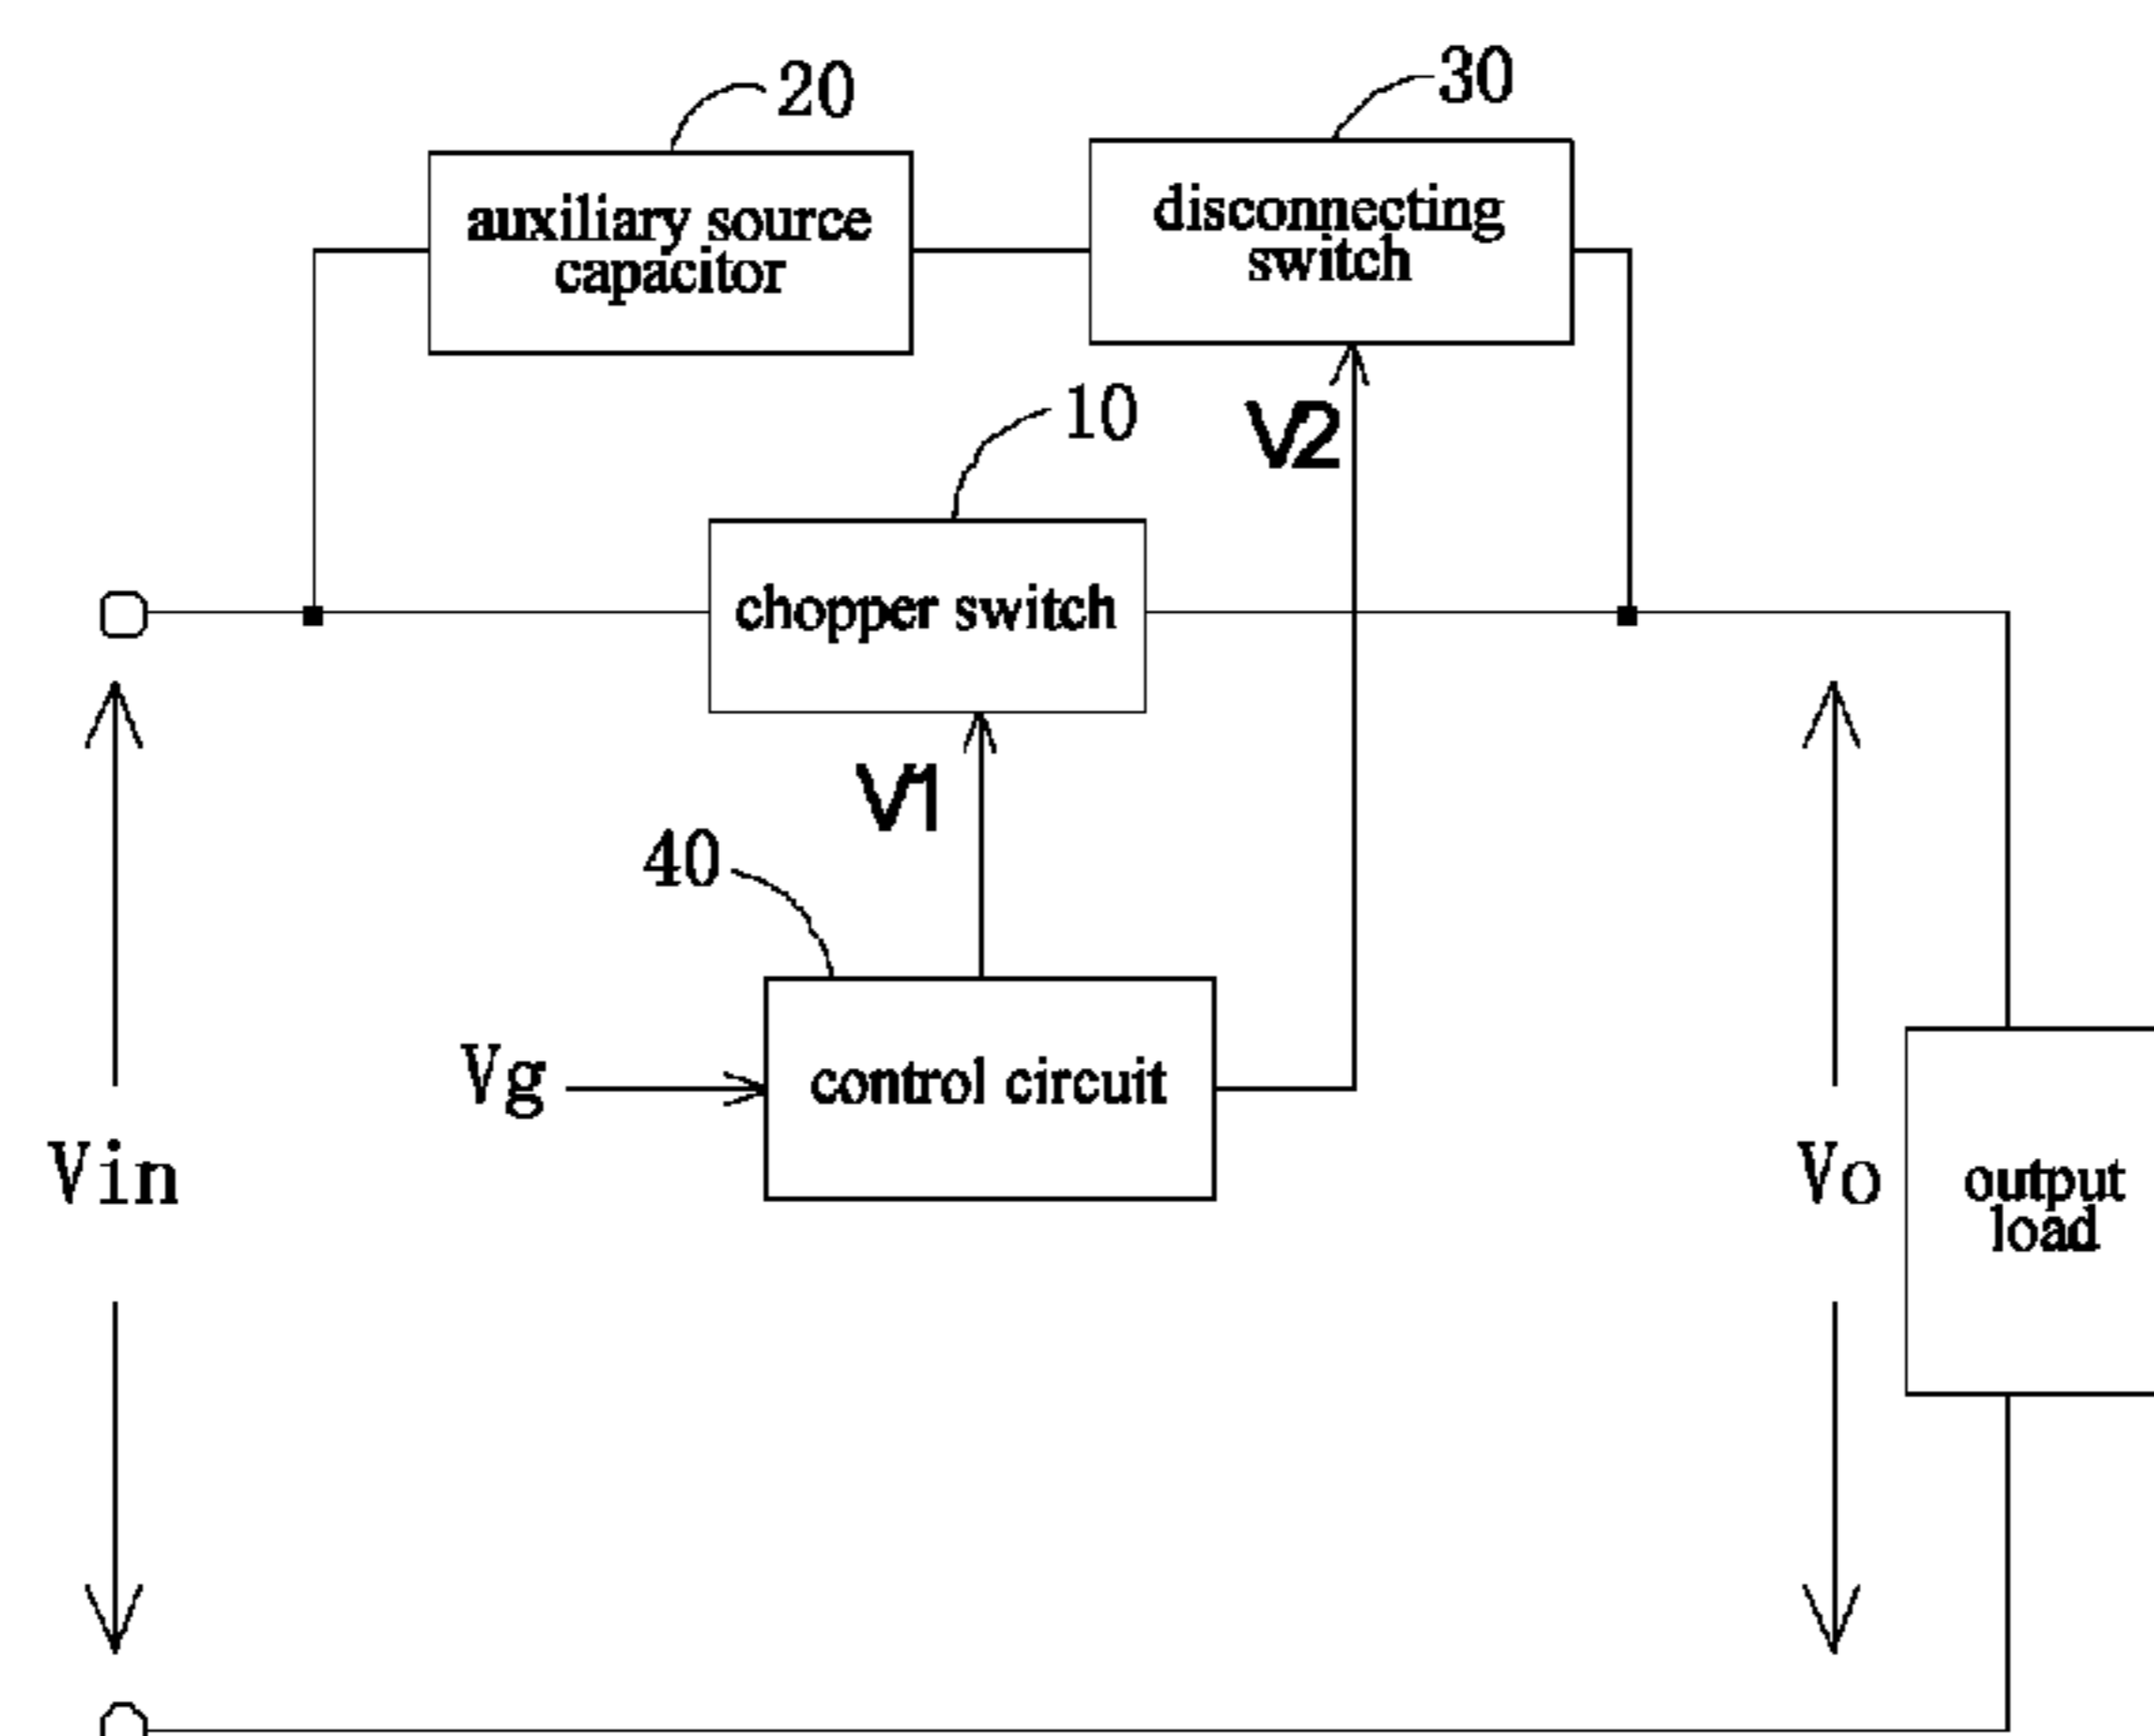 20
30
auxiliary source
capacitor
disconnecting
switch
10
V2
chopper switch
V1
40
Vg
control circuit
Vin
Vo
output
load